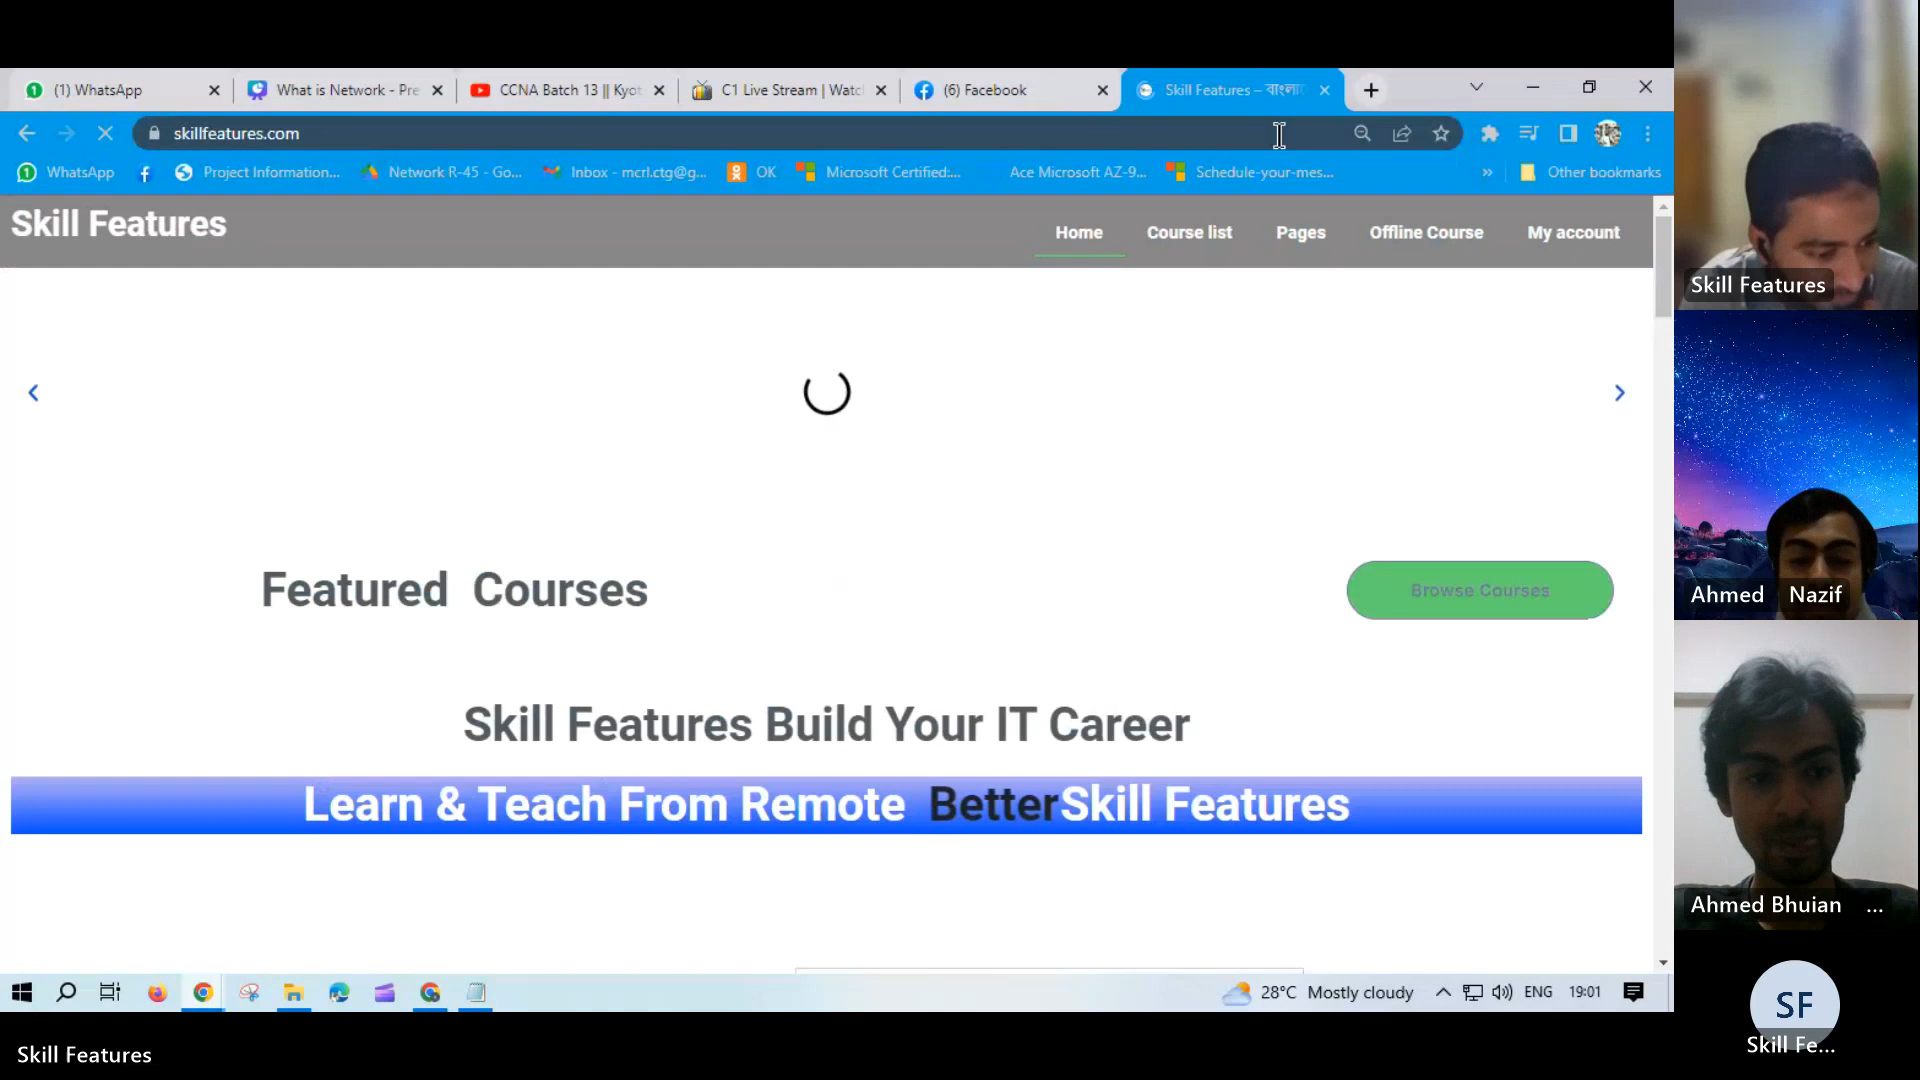 (1) WhatsApp
What is Network - Pre
CCNA Batch 13 || Kyot
C1 Live Stream | Watc
(6) Facebook
Skill Features – বাংলা
skillfeatures.com
WhatsApp
Project Information...
Network R-45 - Go...
Inbox - mcrl.ctg@g...
OK
Microsoft Certified:...
Ace Microsoft AZ-9...
Schedule-your-mes...
»
Other bookmarks
Skill Features
Home
Course list
Pages
Offline Course
My account
Featured Courses
Browse Courses
Skill Features Build Your IT Career
Learn & Teach From Remote BetterSkill Features
28°C Mostly cloudy
ENG
19:01
Skill Features
Skill Features
Ahmed Nazif
Ahmed Bhuian ...
SF
Skill Fe...